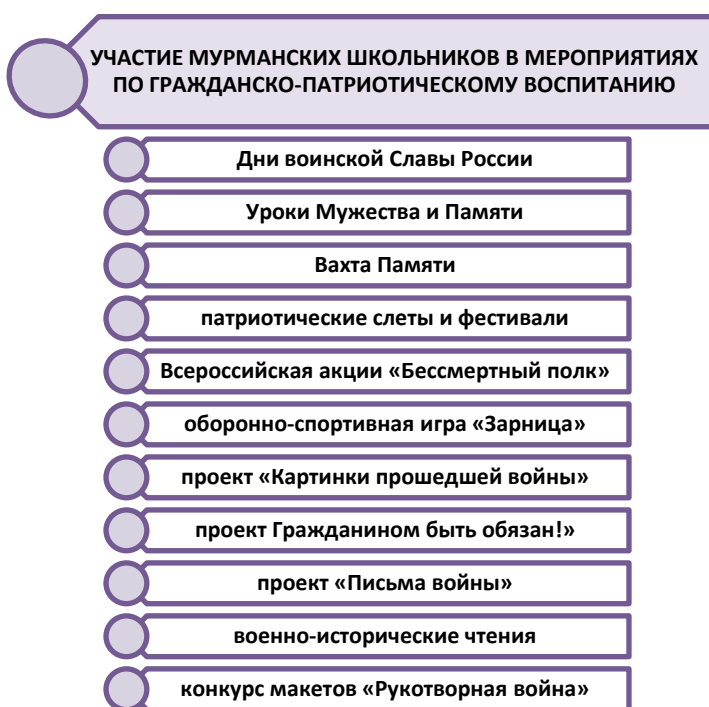 УЧАСТИЕ МУРМАНСКИХ ШКОЛЬНИКОВ В МЕРОПРИЯТИЯХ
ПО ГРАЖДАНСКО-ПАТРИОТИЧЕСКОМУ ВОСПИТАНИЮ
Дни воинской Славы России
Уроки Мужества и Памяти
Вахта Памяти
патриотические слеты и фестивали
Всероссийская акции «Бессмертный полк»
оборонно-спортивная игра «Зарница»
проект «Картинки прошедшей войны»
проект Гражданином быть обязан!»
проект «Письма войны»
военно-исторические чтения
конкурс макетов «Рукотворная война»